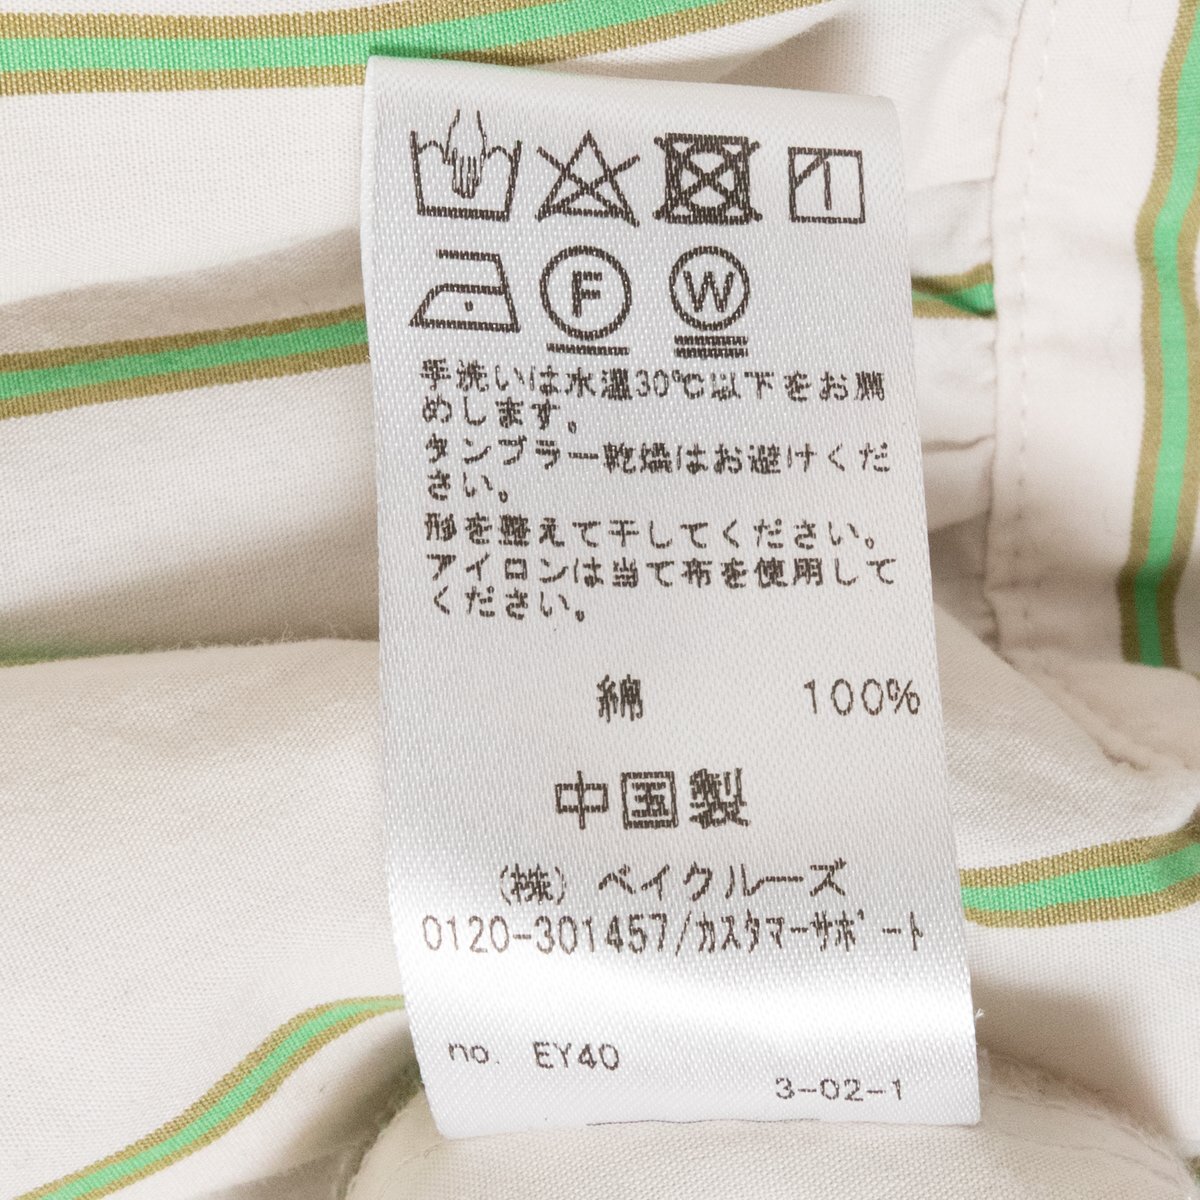 F W
手洗いは水温30℃以下をお薦
めします。
タンブラー乾燥はお避けくだ
さい。
形を整えて干してください。
アイロンは当て布を使用して
ください。
綿 100%
中国製
(株) ベイクルーズ
0120-301457/カスタマーサポート
no. EY40
3-02-1